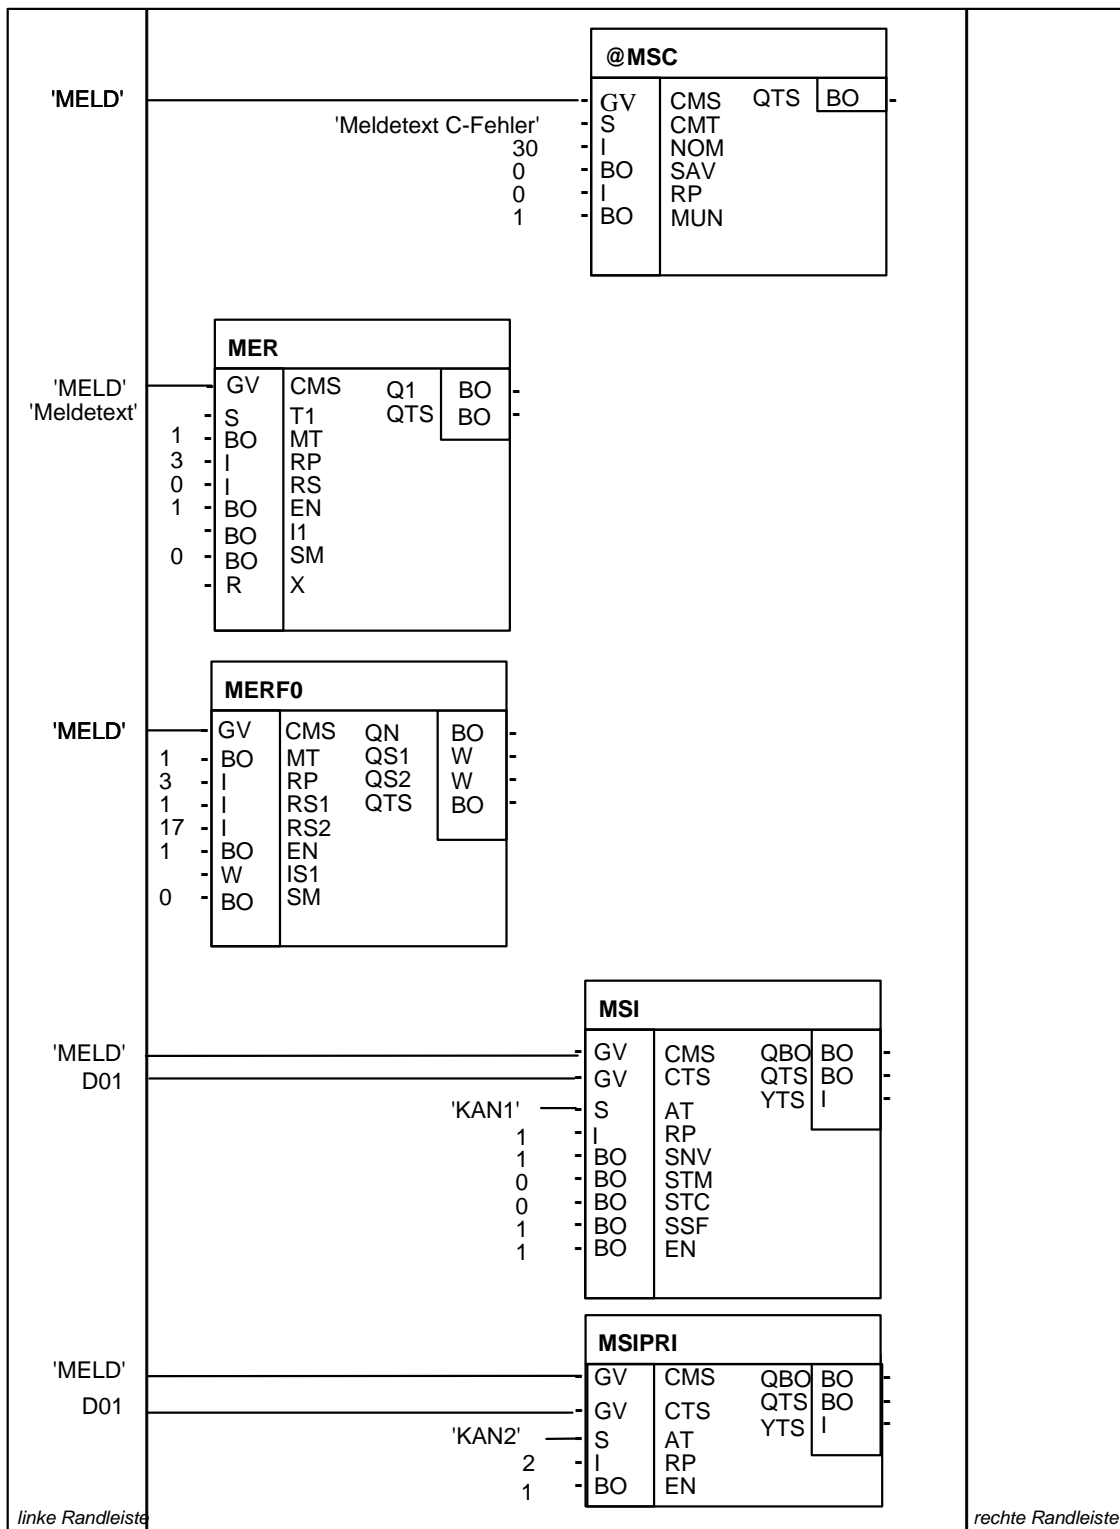 @MSC
'MELD' GV CMS QTS BO
'Meldetext C-Fehler' S CMT
30 I NOM
0 BO SAV
0 I RP
1 BO MUN
MER
'MELD' GV CMS Q1 BO
'Meldetext' S T1 QTS BO
1 BO MT
3 I RP
0 I RS
1 BO EN
BO I1
0 BO SM
R X
MERF0
'MELD' GV CMS QN BO
1 BO MT QS1 W
3 I RP QS2 W
1 I RS1 QTS BO
17 I RS2
1 BO EN
W IS1
0 BO SM
MSI
'MELD' GV CMS QBO BO
D01 GV CTS QTS BO
'KAN1' S AT YTS I
1 I RP
1 BO SNV
0 BO STM
0 BO STC
1 BO SSF
1 BO EN
MSIPRI
'MELD' GV CMS QBO BO
D01 GV CTS QTS BO
'KAN2' S AT YTS I
2 I RP
1 BO EN
linke Randleiste rechte Randleiste